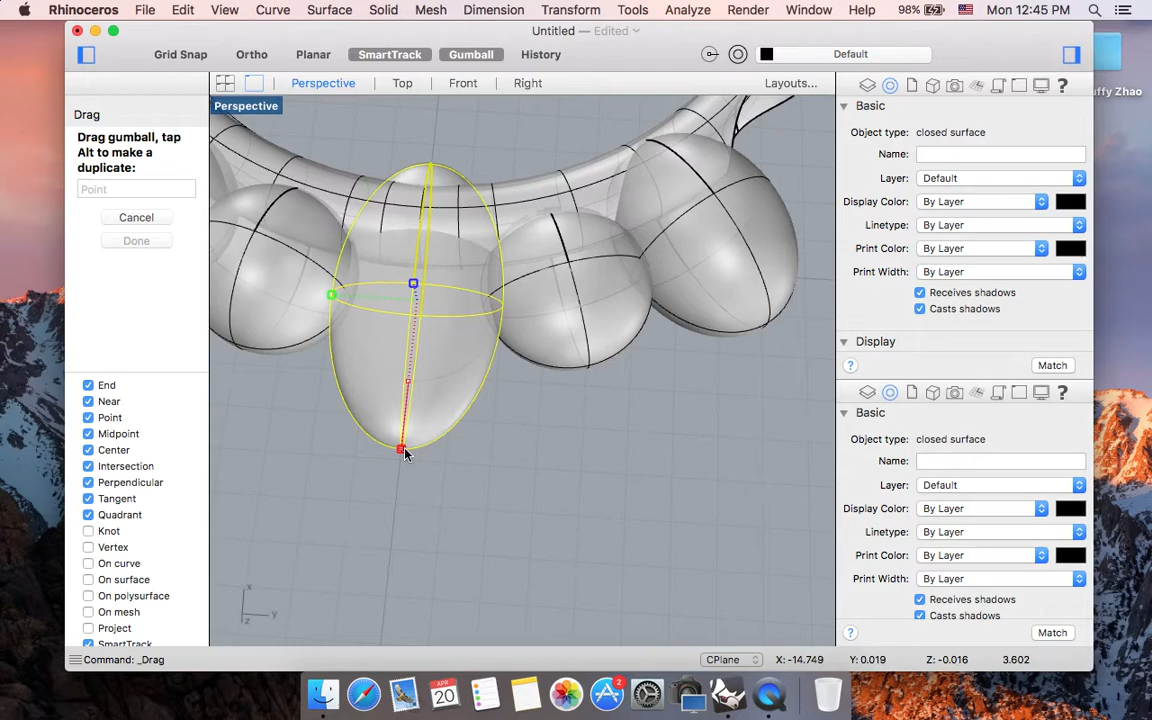 Rhinoceros File Edit View Curve Surface Solid Mesh Dimension Transform Tools Analyze Render Window Help 98% Mon 12:45 PM
Untitled — Edited
Grid Snap Ortho Planar SmartTrack Gumball History Default
Perspective Top Front Right Layouts...
Perspective
uffy Zhao
Drag
Drag gumball, tap
Alt to make a
duplicate:
Point
Cancel
Done
End
Near
Point
Midpoint
Center
Intersection
Perpendicular
Tangent
Quadrant
Knot
Vertex
On curve
On surface
On polysurface
On mesh
Project
SmartTrack
x
y
z
Basic
Object type: closed surface
Name:
Layer: Default
Display Color: By Layer
Linetype: By Layer
Print Color: By Layer
Print Width: By Layer
Receives shadows
Casts shadows
Display
? Match
Basic
Object type: closed surface
Name:
Layer: Default
Display Color: By Layer
Linetype: By Layer
Print Color: By Layer
Print Width: By Layer
Receives shadows
Casts shadows
? Match
Command: _Drag CPlane X: -14.749 Y: 0.019 Z: -0.016 3.602
APR
20
2